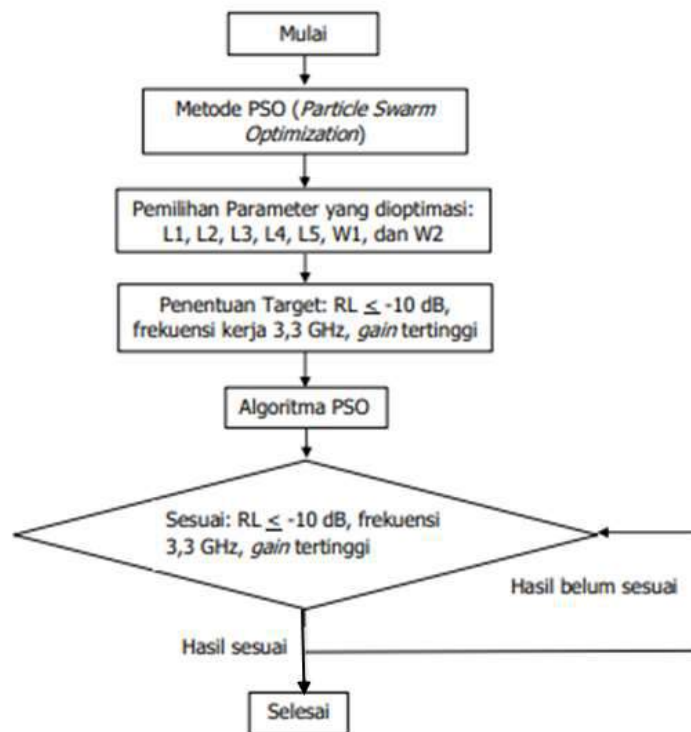 Mulai
Metode PSO (Particle Swarm
Optimization)
Pemilihan Parameter yang dioptimasi:
L1, L2, L3, L4, L5, W1, dan W2
Penentuan Target: RL ≤ -10 dB,
frekuensi kerja 3,3 GHz, gain tertinggi
Algoritma PSO
Sesuai: RL ≤ -10 dB, frekuensi
3,3 GHz, gain tertinggi
Hasil belum sesuai
Hasil sesuai
Selesai